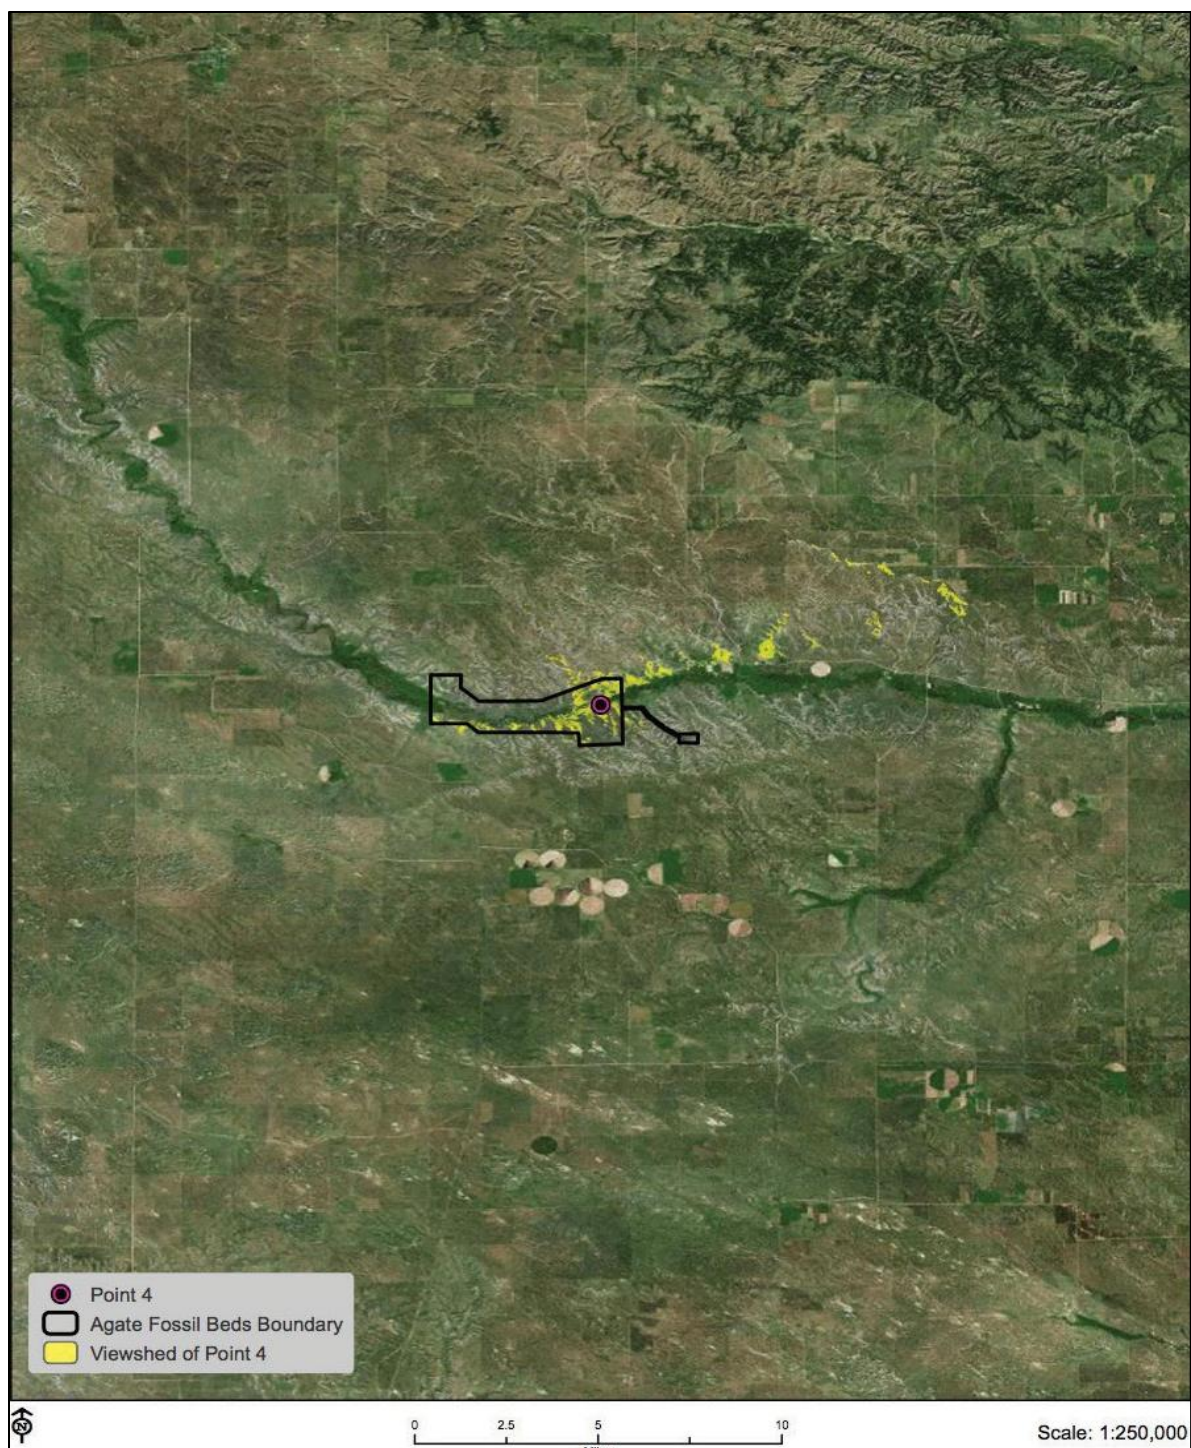 Point 4
Agate Fossil Beds Boundary
Viewshed of Point 4
N
0 2.5 5 10
Scale: 1:250,000